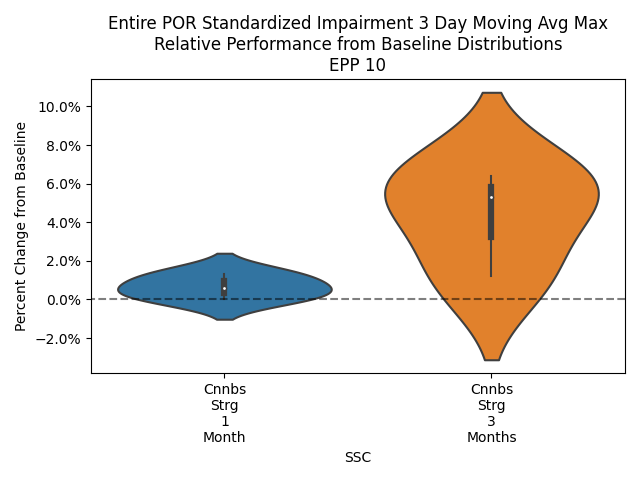 Entire POR Standardized Impairment 3 Day Moving Avg Max
Relative Performance from Baseline Distributions
EPP 10
Percent Change from Baseline
10.0%
8.0%
6.0%
4.0%
2.0%
0.0%
−2.0%
Cnnbs
Strg
1
Month
Cnnbs
Strg
3
Months
SSC